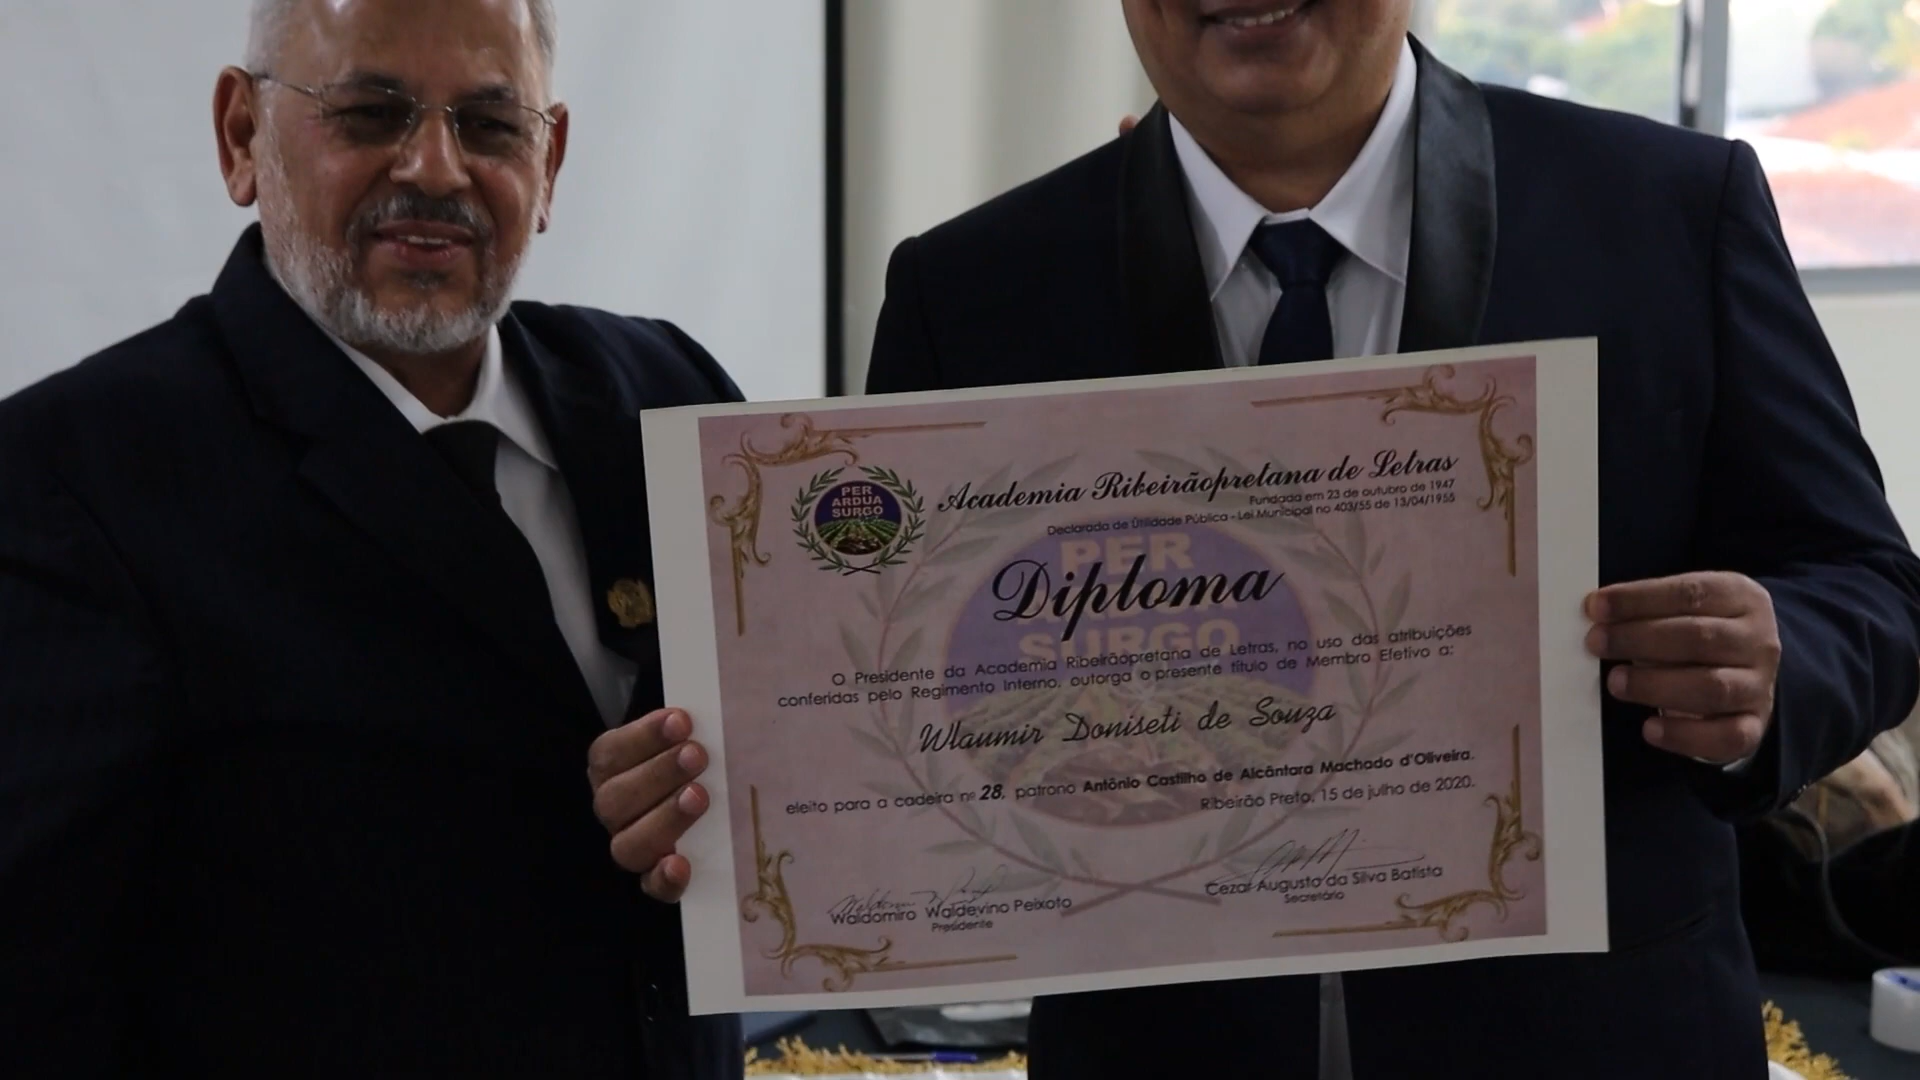 Academia Ribeirãopretana de Letras
Fundada em 23 de outubro de 1947
Declarada de Utilidade Pública - Lei Municipal no 403/55 de 13/04/1955
PER
ARDUA
SURGO
PER
SURGO
Diploma
O Presidente da Academia Ribeirãopretana de Letras, no uso das atribuições
conferidas pelo Regimento Interno, outorga o presente título de Membro Efetivo a:
Wlaumir Doniseti de Souza
eleito para a cadeira nº 28, patrono Antônio Castilho de Alcântara Machado d'Oliveira.
Ribeirão Preto, 15 de julho de 2020.
Waldomiro Waldevino Peixoto
Presidente
Cezar Augusto da Silva Batista
Secretário